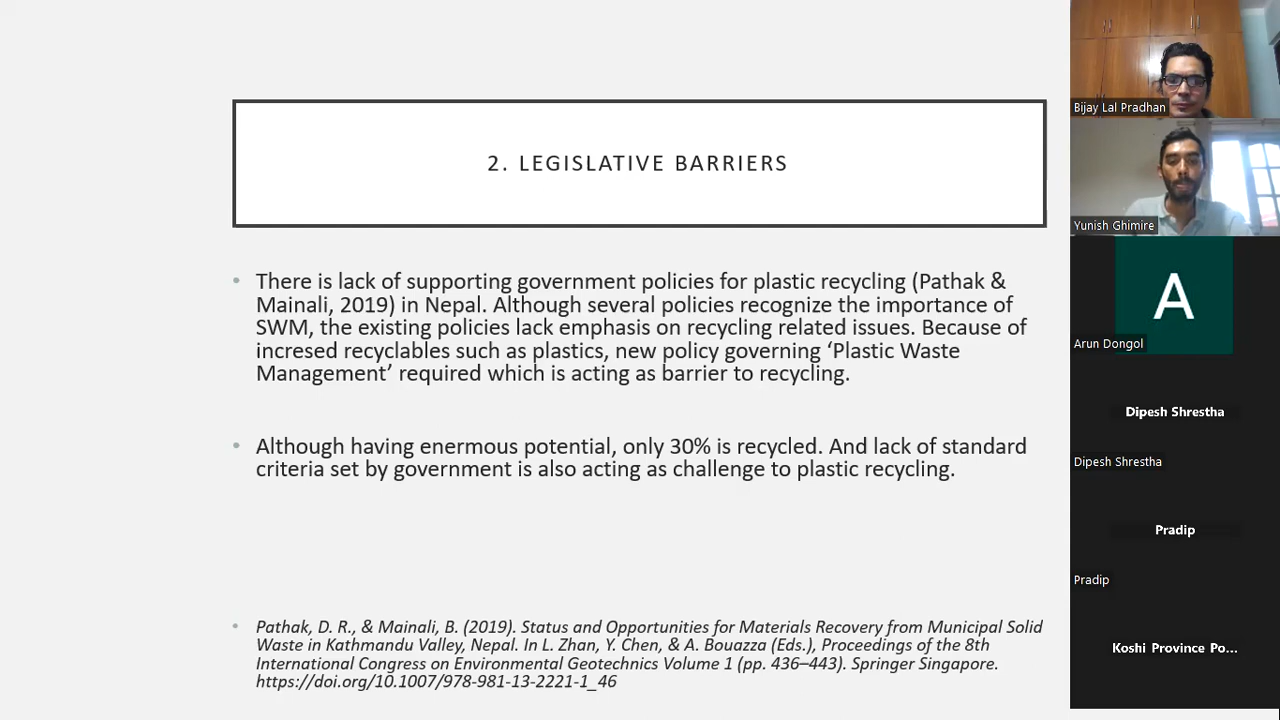 2. LEGISLATIVE BARRIERS
• There is lack of supporting government policies for plastic recycling (Pathak &
Mainali, 2019) in Nepal. Although several policies recognize the importance of
SWM, the existing policies lack emphasis on recycling related issues. Because of
incresed recyclables such as plastics, new policy governing ‘Plastic Waste
Management’ required which is acting as barrier to recycling.
• Although having enermous potential, only 30% is recycled. And lack of standard
criteria set by government is also acting as challenge to plastic recycling.
• Pathak, D. R., & Mainali, B. (2019). Status and Opportunities for Materials Recovery from Municipal Solid
Waste in Kathmandu Valley, Nepal. In L. Zhan, Y. Chen, & A. Bouazza (Eds.), Proceedings of the 8th
International Congress on Environmental Geotechnics Volume 1 (pp. 436–443). Springer Singapore.
https://doi.org/10.1007/978-981-13-2221-1_46
Bijay Lal Pradhan
Yunish Ghimire
A
Arun Dongol
Dipesh Shrestha
Dipesh Shrestha
Pradip
Pradip
Koshi Province Po...